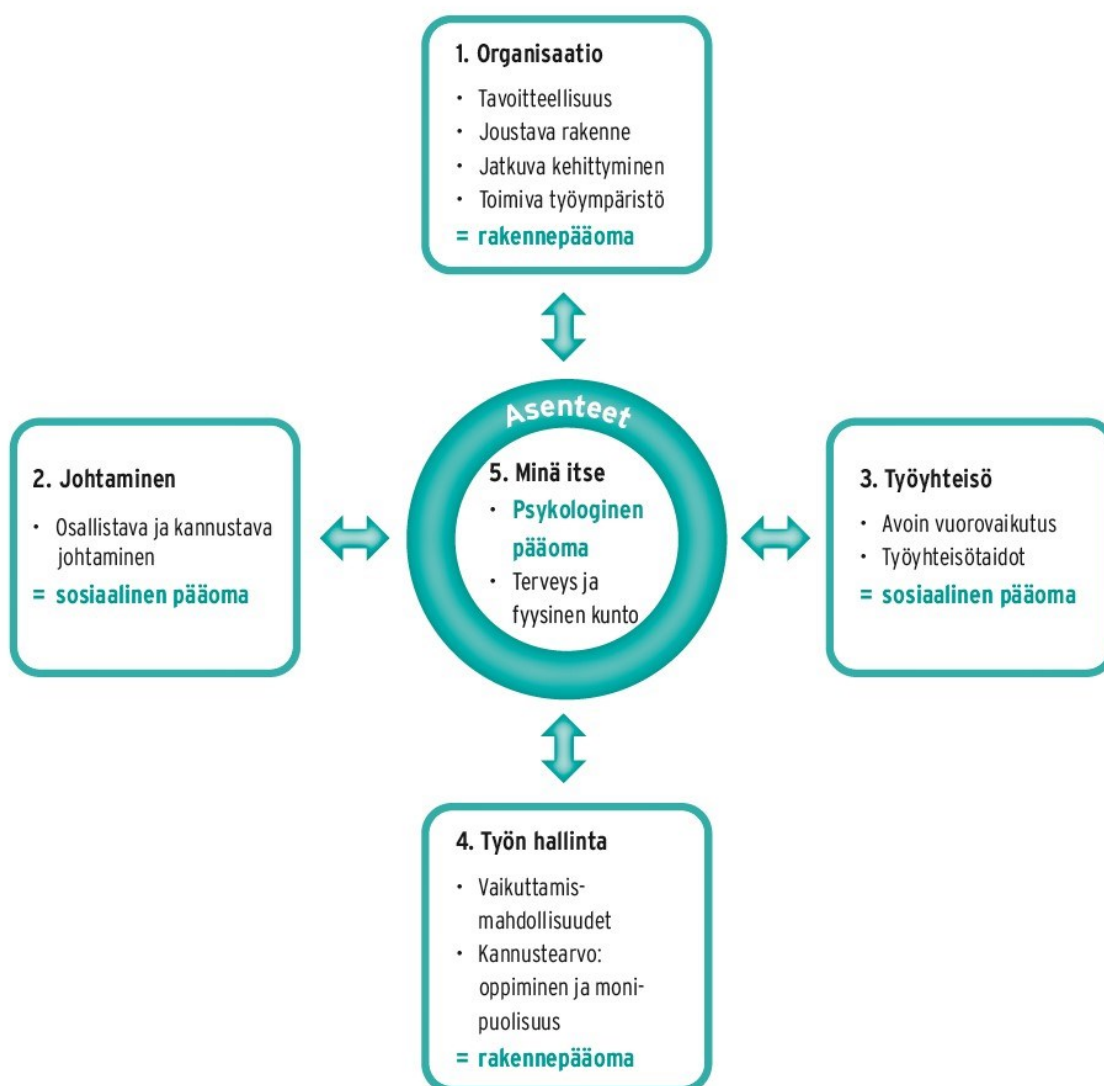 1. Organisaatio
• Tavoitteellisuus
• Joustava rakenne
• Jatkuva kehittyminen
• Toimiva työympäristö
= rakennepääoma
Asenteet
2. Johtaminen
• Osallistava ja kannustava
johtaminen
= sosiaalinen pääoma
5. Minä itse
• Psykologinen
pääoma
• Terveys ja
fyysinen kunto
3. Työyhteisö
• Avoin vuorovaikutus
• Työyhteisötaidot
= sosiaalinen pääoma
4. Työn hallinta
• Vaikuttamis-
mahdollisuudet
• Kannustearvo:
oppiminen ja moni-
puolisuus
= rakennepääoma